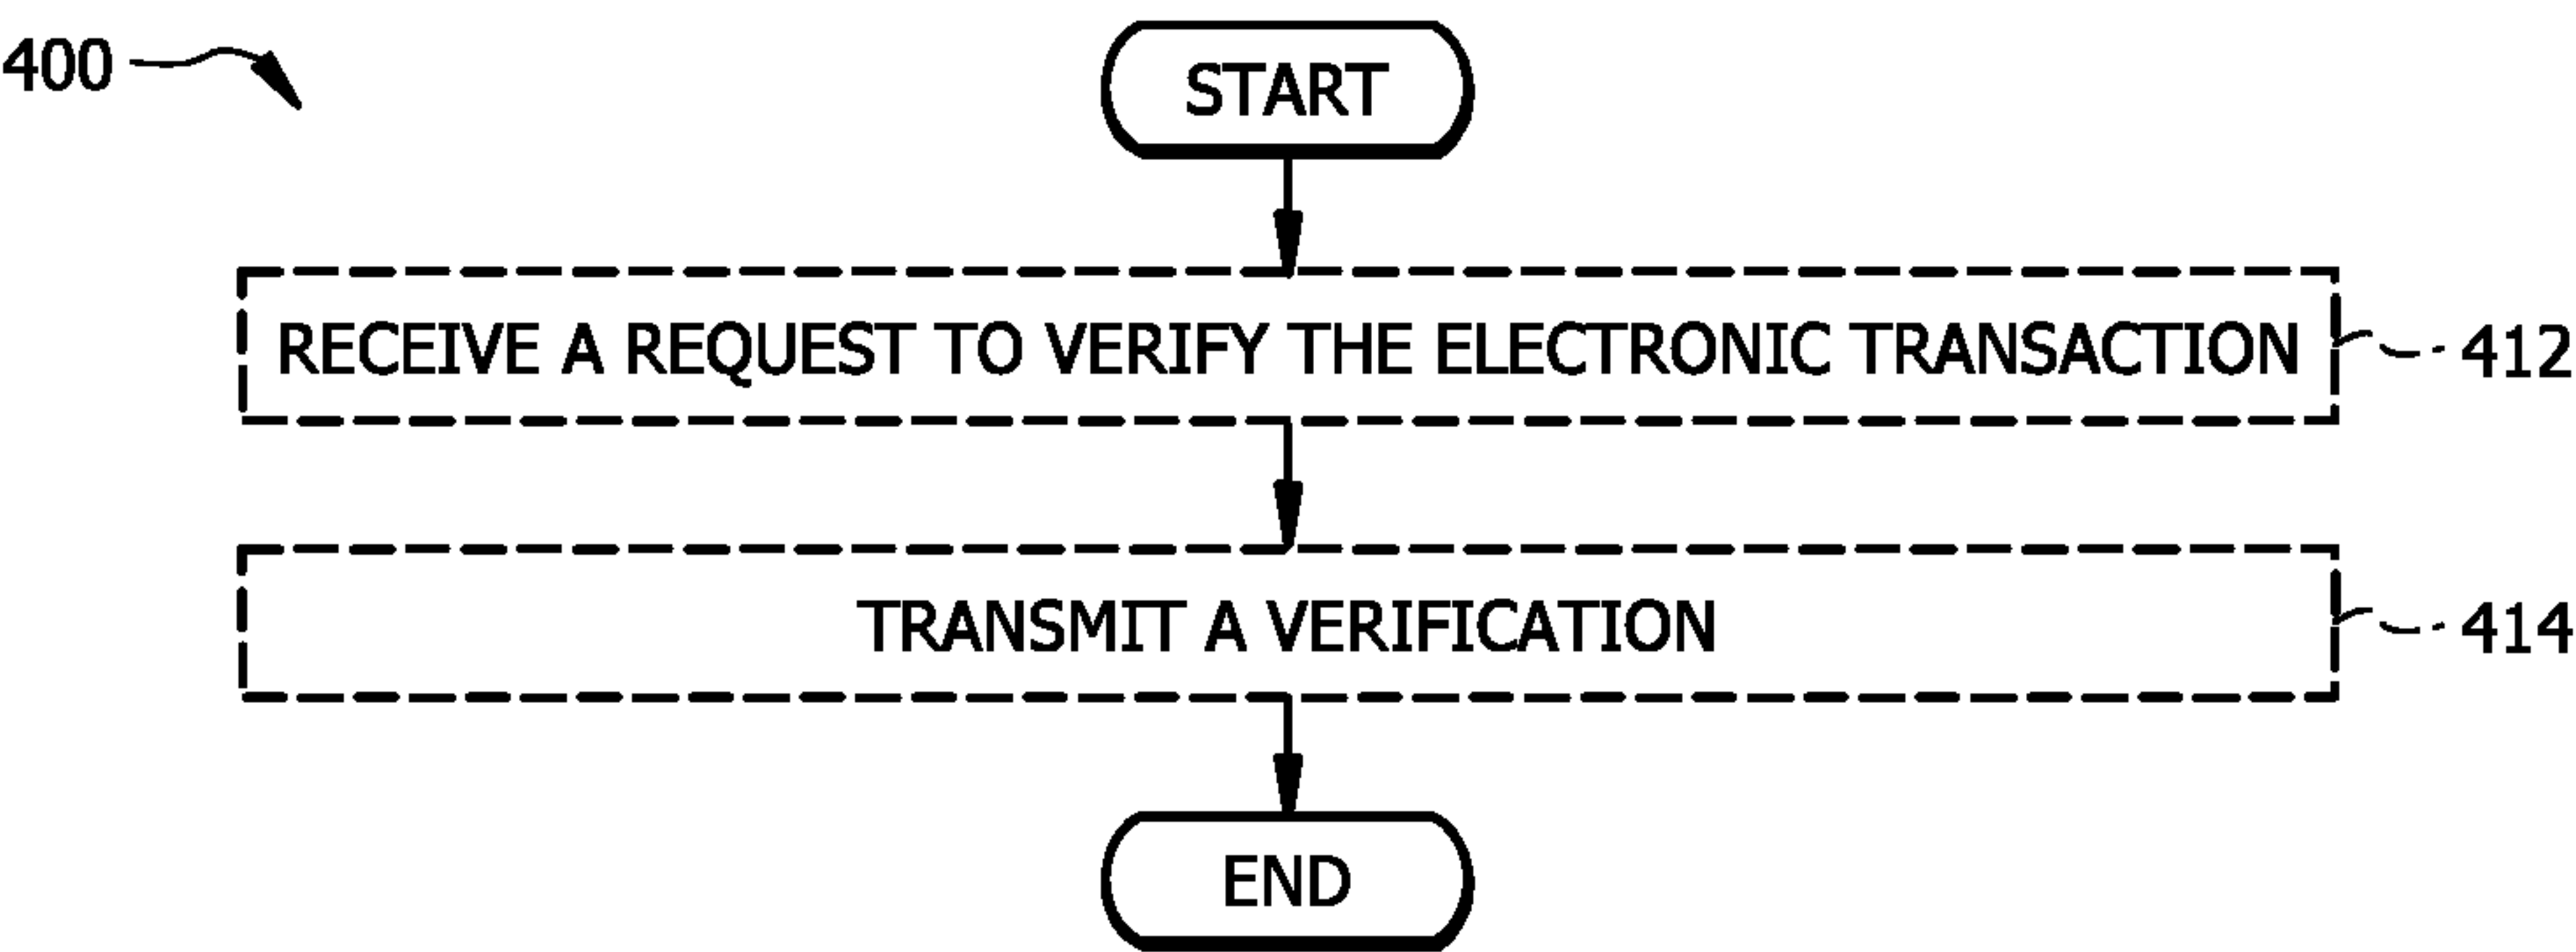 400
START
RECEIVE A REQUEST TO VERIFY THE ELECTRONIC TRANSACTION
412
TRANSMIT A VERIFICATION
414
END